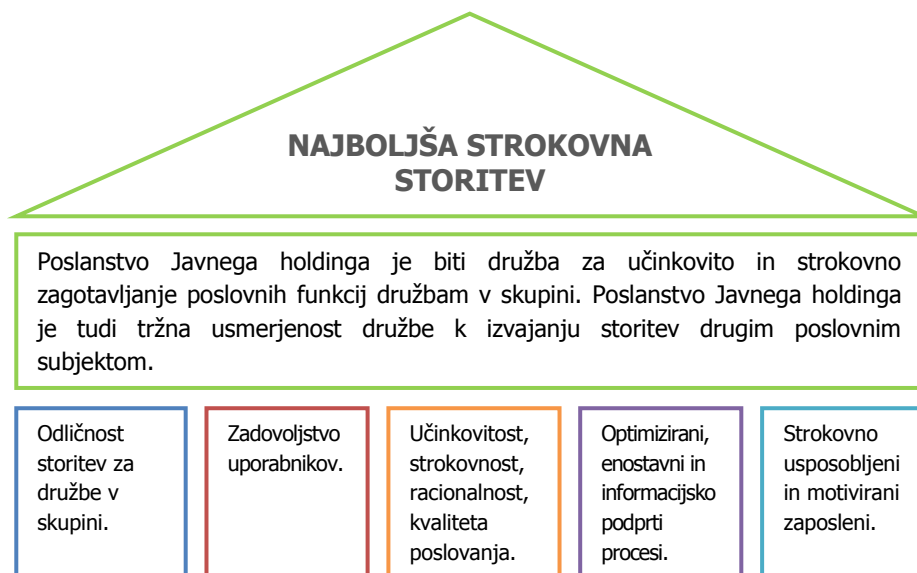 NAJBOLJŠA STROKOVNA
STORITEV
Poslanstvo Javnega holdinga je biti družba za učinkovito in strokovno
zagotavljanje poslovnih funkcij družbam v skupini. Poslanstvo Javnega holdinga
je tudi tržna usmerjenost družbe k izvajanju storitev drugim poslovnim
subjektom.
Odličnost
storitev za
družbe v
skupini.
Zadovoljstvo
uporabnikov.
Učinkovitost,
strokovnost,
racionalnost,
kvaliteta
poslovanja.
Optimizirani,
enostavni in
informacijsko
podprti
procesi.
Strokovno
usposobljeni
in motivirani
zaposleni.